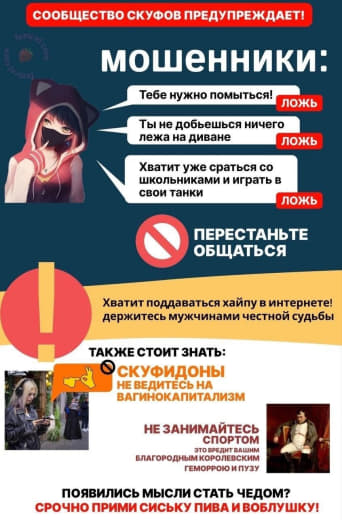 СООБЩЕСТВО СКУФОВ ПРЕДУПРЕЖДАЕТ!
МОШЕННИКИ:
Тебе нужно помыться!
ЛОЖЬ
Ты не добьешься ничего
лежа на диване
ЛОЖЬ
Хватит уже сраться со
школьниками и играть в
свои танки
ЛОЖЬ
ПЕРЕСТАНЬТЕ
ОБЩАТЬСЯ
Хватит поддаваться хайпу в интернете!
держитесь мужчинами честной судьбы
ТАКЖЕ СТОИТ ЗНАТЬ:
СКУФИДОНЫ
НЕ ВЕДИТЕСЬ НА
ВАГИНОКАПИТАЛИЗМ
НЕ ЗАНИМАЙТЕСЬ
СПОРТОМ
ЭТО ВРЕДИТ ВАШИМ
БЛАГОРОДНЫМ КОРОЛЕВСКИМ
ГЕМОРРОЮ И ПУЗУ
ПОЯВИЛИСЬ МЫСЛИ СТАТЬ ЧЕДОМ?
СРОЧНО ПРИМИ СИСЬКУ ПИВА И ВОБЛУШКУ!